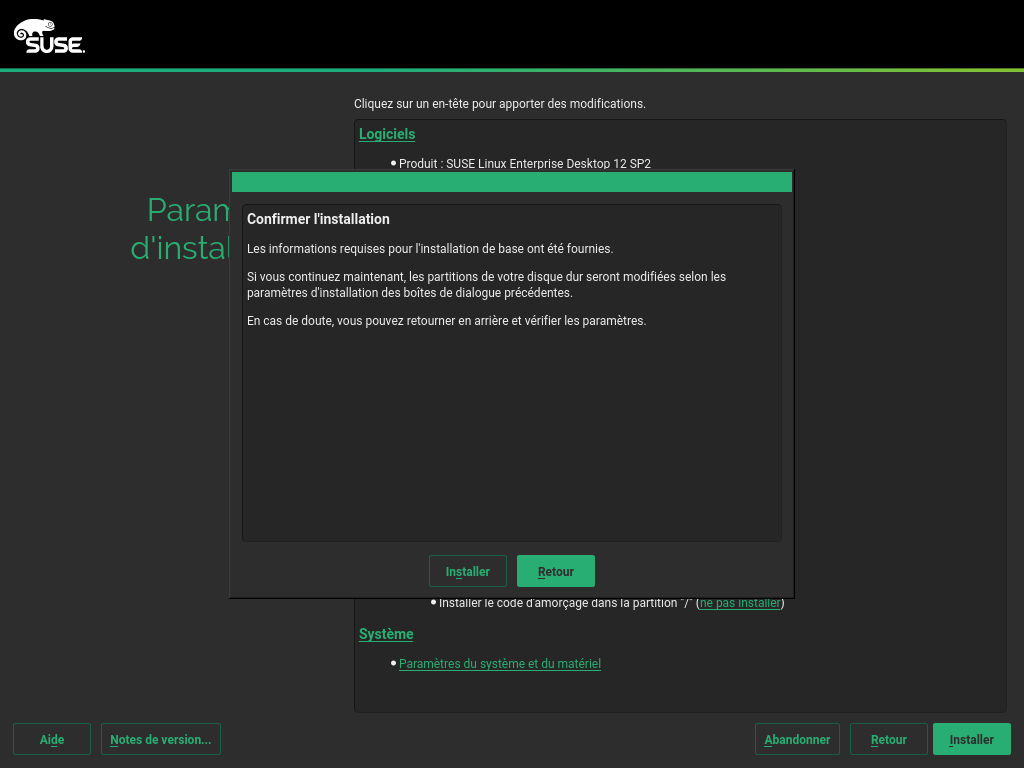 SUSE.
Cliquez sur un en-tête pour apporter des modifications.
Logiciels
Produit : SUSE Linux Enterprise Desktop 12 SP2
Param
d'instal
Confirmer l'installation
Les informations requises pour l'installation de base ont été fournies.
Si vous continuez maintenant, les partitions de votre disque dur seront modifiées selon les
paramètres d'installation des boîtes de dialogue précédentes.
En cas de doute, vous pouvez retourner en arrière et vérifier les paramètres.
Installer Retour
Installer le code d'amorçage dans la partition "/" (ne pas installer)
Système
Paramètres du système et du matériel
Aide Notes de version... Abandonner Retour Installer